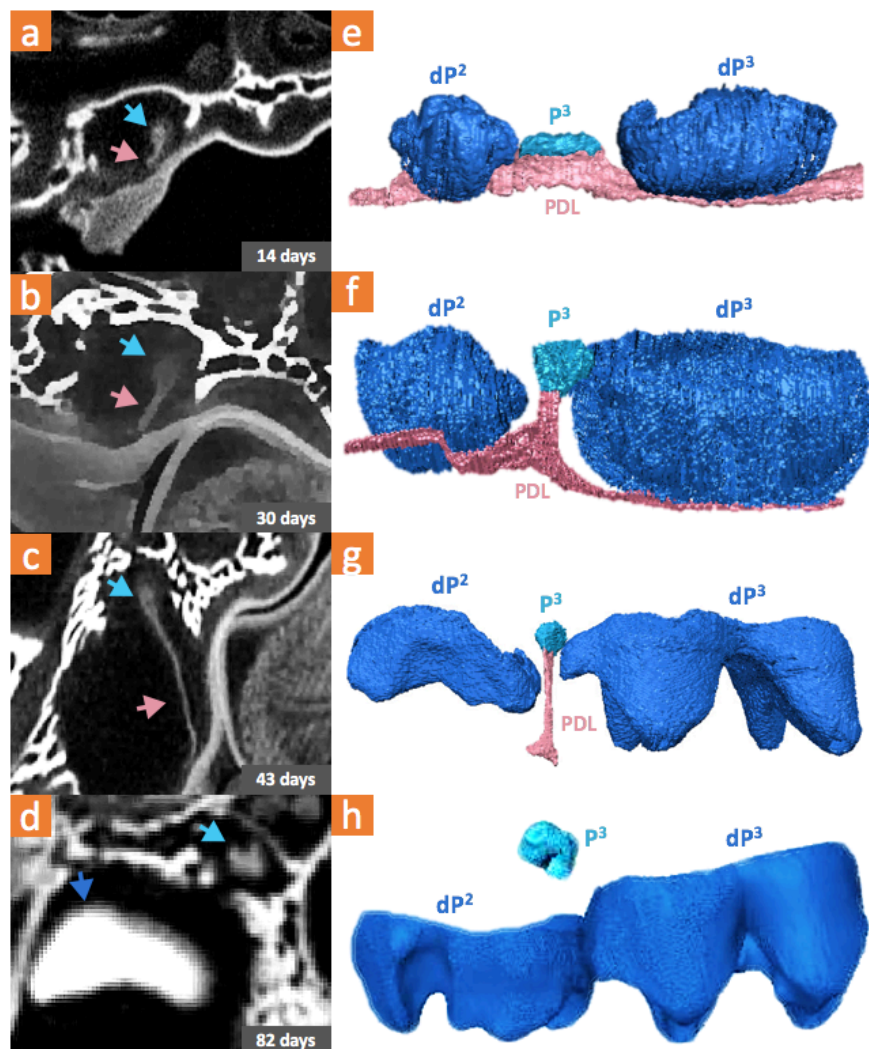 a
14 days
e
dP²
P³
dP³
PDL
b
30 days
f
dP²
P³
dP³
PDL
c
43 days
g
dP²
P³
dP³
PDL
d
82 days
h
P³
dP³
dP²